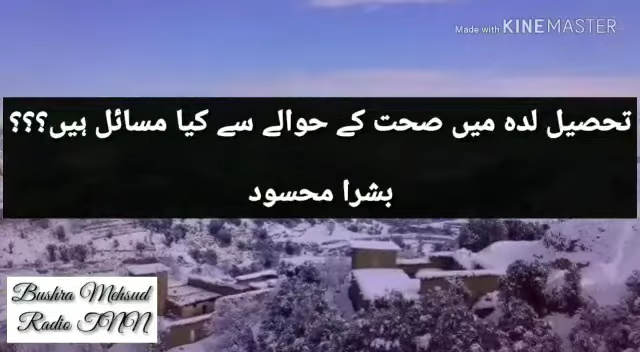 Made with KINEMASTER
تحصیل لدہ میں صحت کے حوالے سے کیا مسائل ہیں؟؟؟
بشرا محسود
Bushra Mehsud
Radio TNN